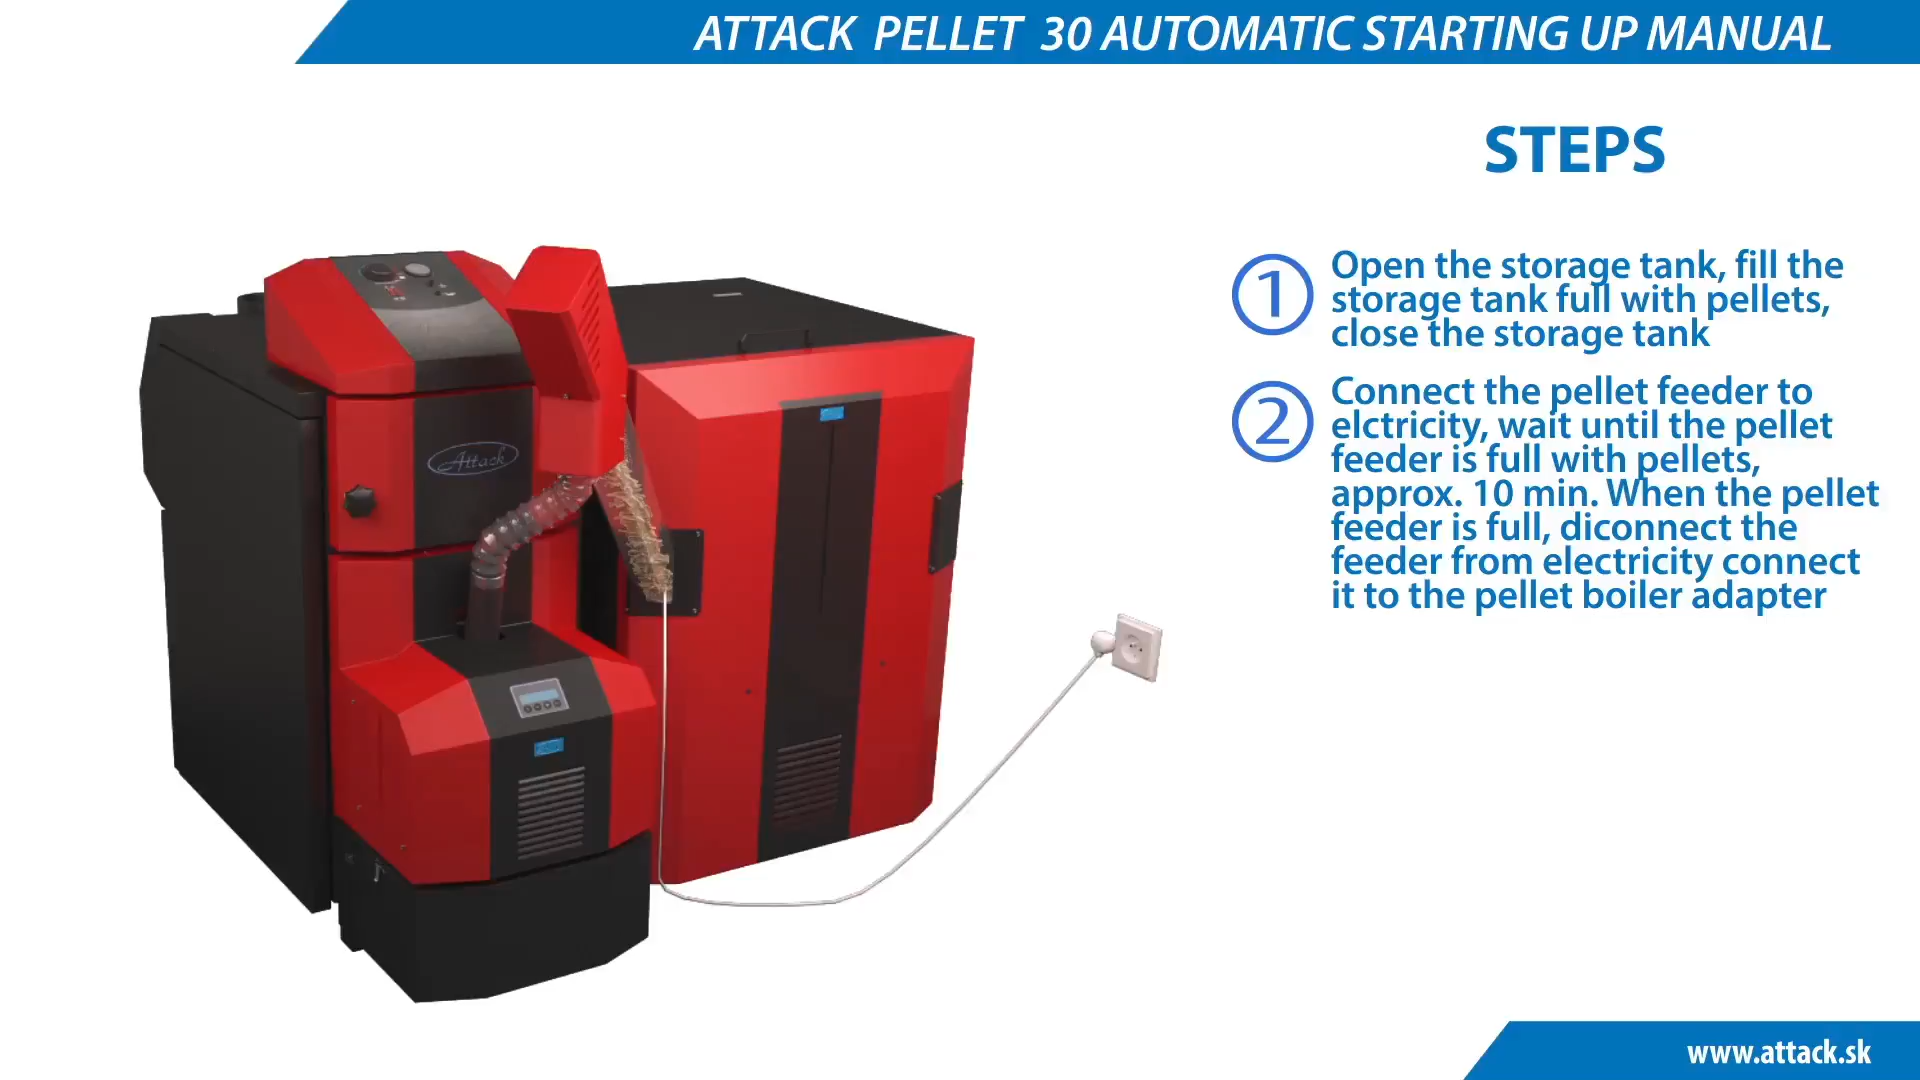 ATTACK PELLET 30 AUTOMATIC STARTING UP MANUAL
STEPS
1
Open the storage tank, fill the
storage tank full with pellets,
close the storage tank
2
Connect the pellet feeder to
elctricity, wait until the pellet
feeder is full with pellets,
approx. 10 min. When the pellet
feeder is full, diconnect the
feeder from electricity connect
it to the pellet boiler adapter
Attack
www.attack.sk